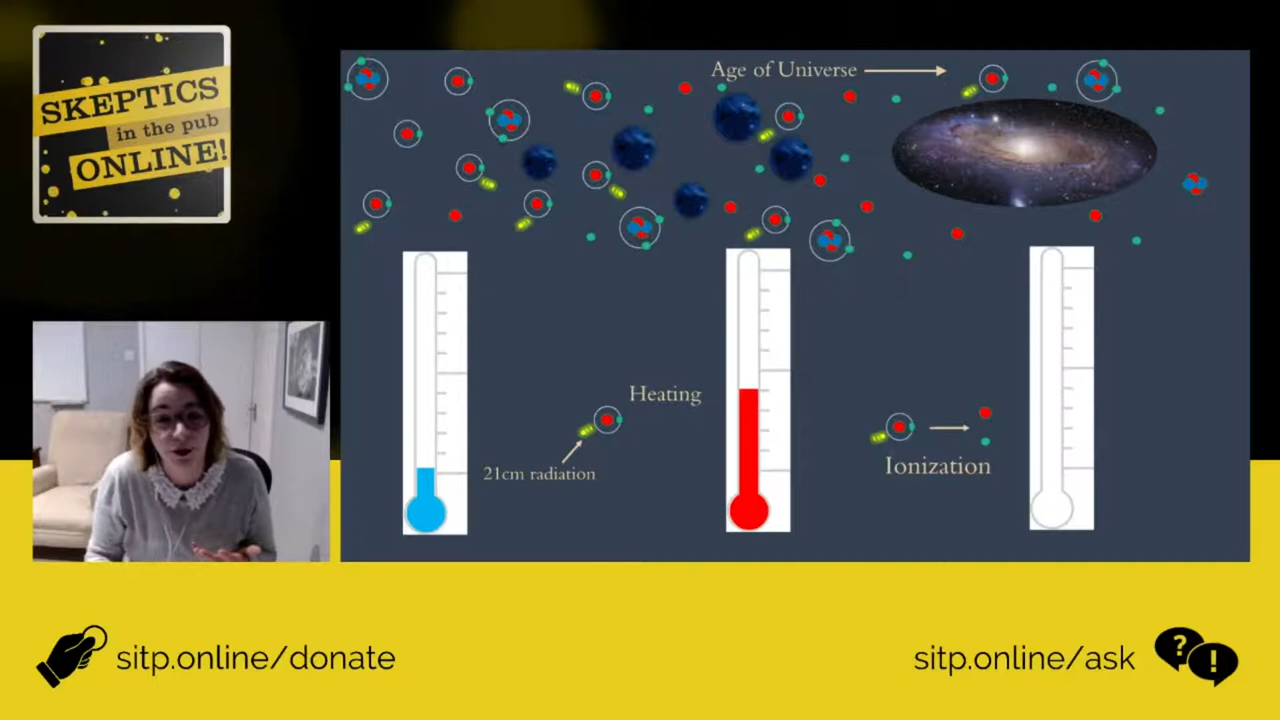 SKEPTICS
in the pub
ONLINE!
Age of Universe
Heating
21cm radiation
Ionization
sitp.online/donate
sitp.online/ask
?
!